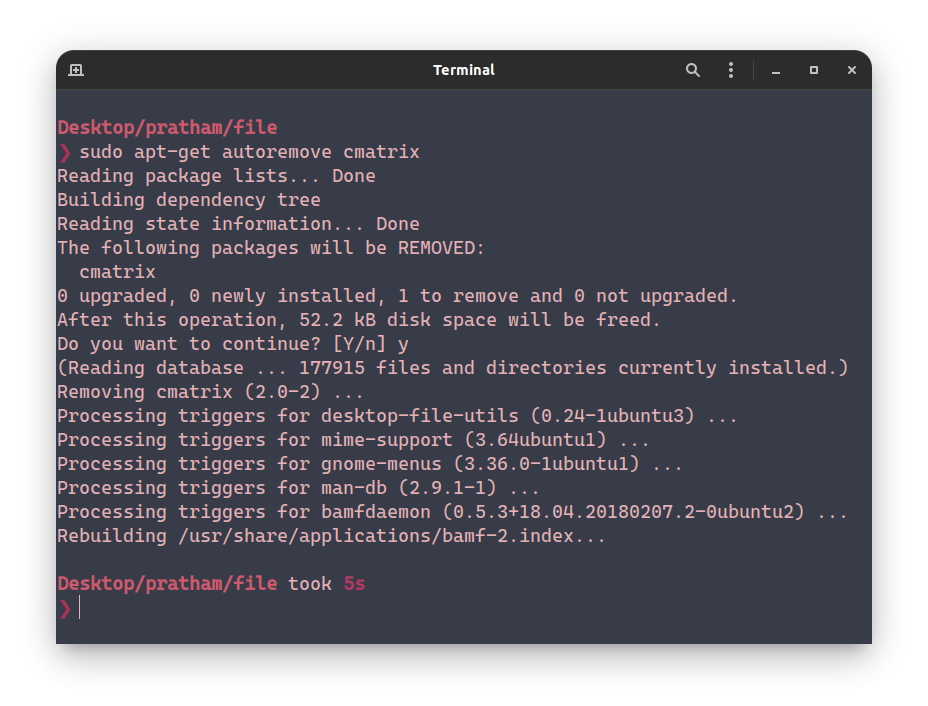 Terminal
Desktop/pratham/file
❯ sudo apt-get autoremove cmatrix
Reading package lists... Done
Building dependency tree
Reading state information... Done
The following packages will be REMOVED:
  cmatrix
0 upgraded, 0 newly installed, 1 to remove and 0 not upgraded.
After this operation, 52.2 kB disk space will be freed.
Do you want to continue? [Y/n] y
(Reading database ... 177915 files and directories currently installed.)
Removing cmatrix (2.0-2) ...
Processing triggers for desktop-file-utils (0.24-1ubuntu3) ...
Processing triggers for mime-support (3.64ubuntu1) ...
Processing triggers for gnome-menus (3.36.0-1ubuntu1) ...
Processing triggers for man-db (2.9.1-1) ...
Processing triggers for bamfdaemon (0.5.3+18.04.20180207.2-0ubuntu2) ...
Rebuilding /usr/share/applications/bamf-2.index...
Desktop/pratham/file took 5s
❯